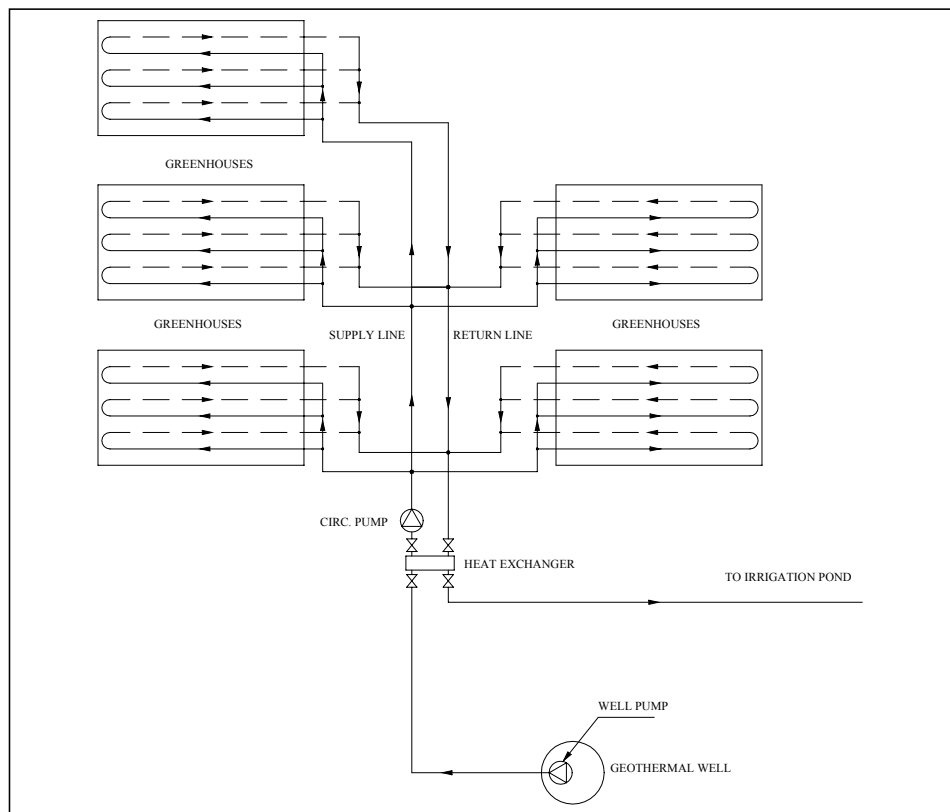 GREENHOUSES
GREENHOUSES
SUPPLY LINE
RETURN LINE
GREENHOUSES
CIRC. PUMP
HEAT EXCHANGER
TO IRRIGATION POND
WELL PUMP
GEOTHERMAL WELL